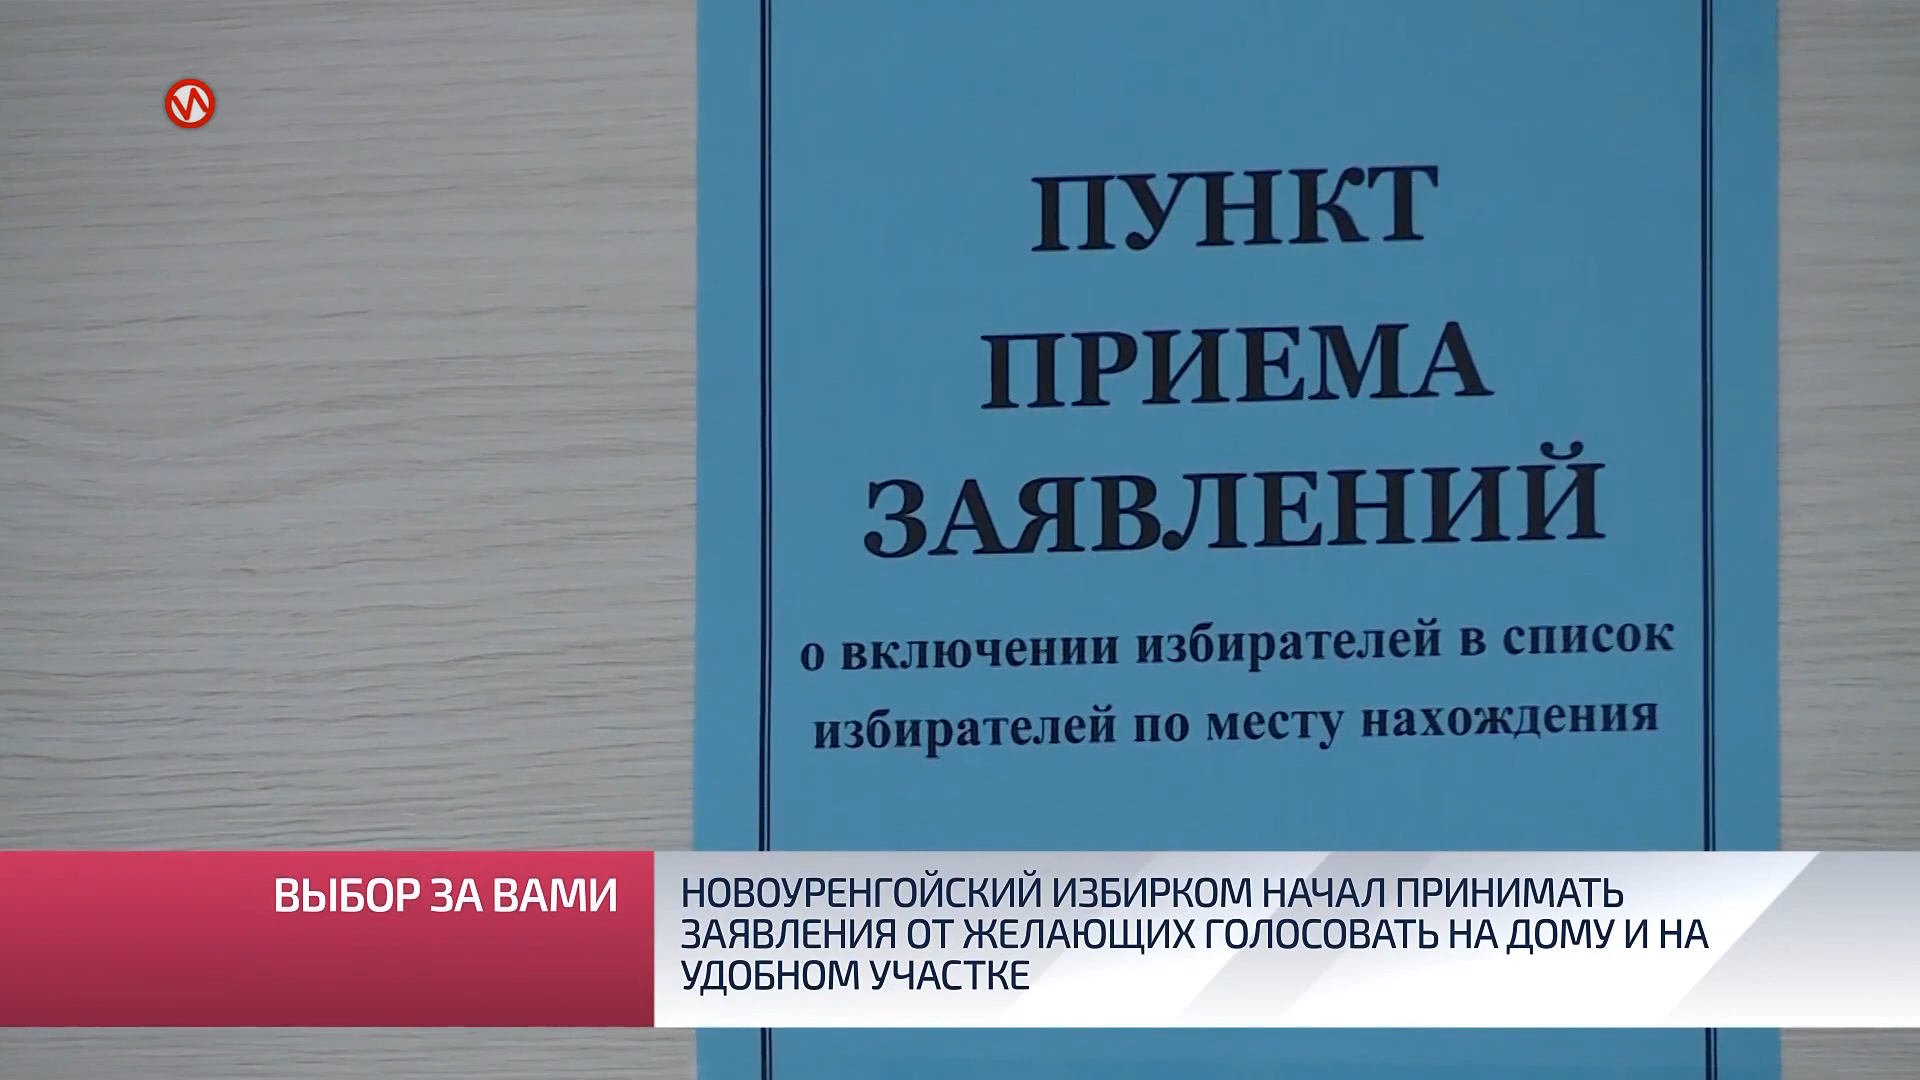 ПУНКТ
ПРИЕМА
ЗАЯВЛЕНИЙ
о включении избирателей в список
избирателей по месту нахождения
ВЫБОР ЗА ВАМИ
НОВОУРЕНГОЙСКИЙ ИЗБИРКОМ НАЧАЛ ПРИНИМАТЬ
ЗАЯВЛЕНИЯ ОТ ЖЕЛАЮЩИХ ГОЛОСОВАТЬ НА ДОМУ И НА
УДОБНОМ УЧАСТКЕ